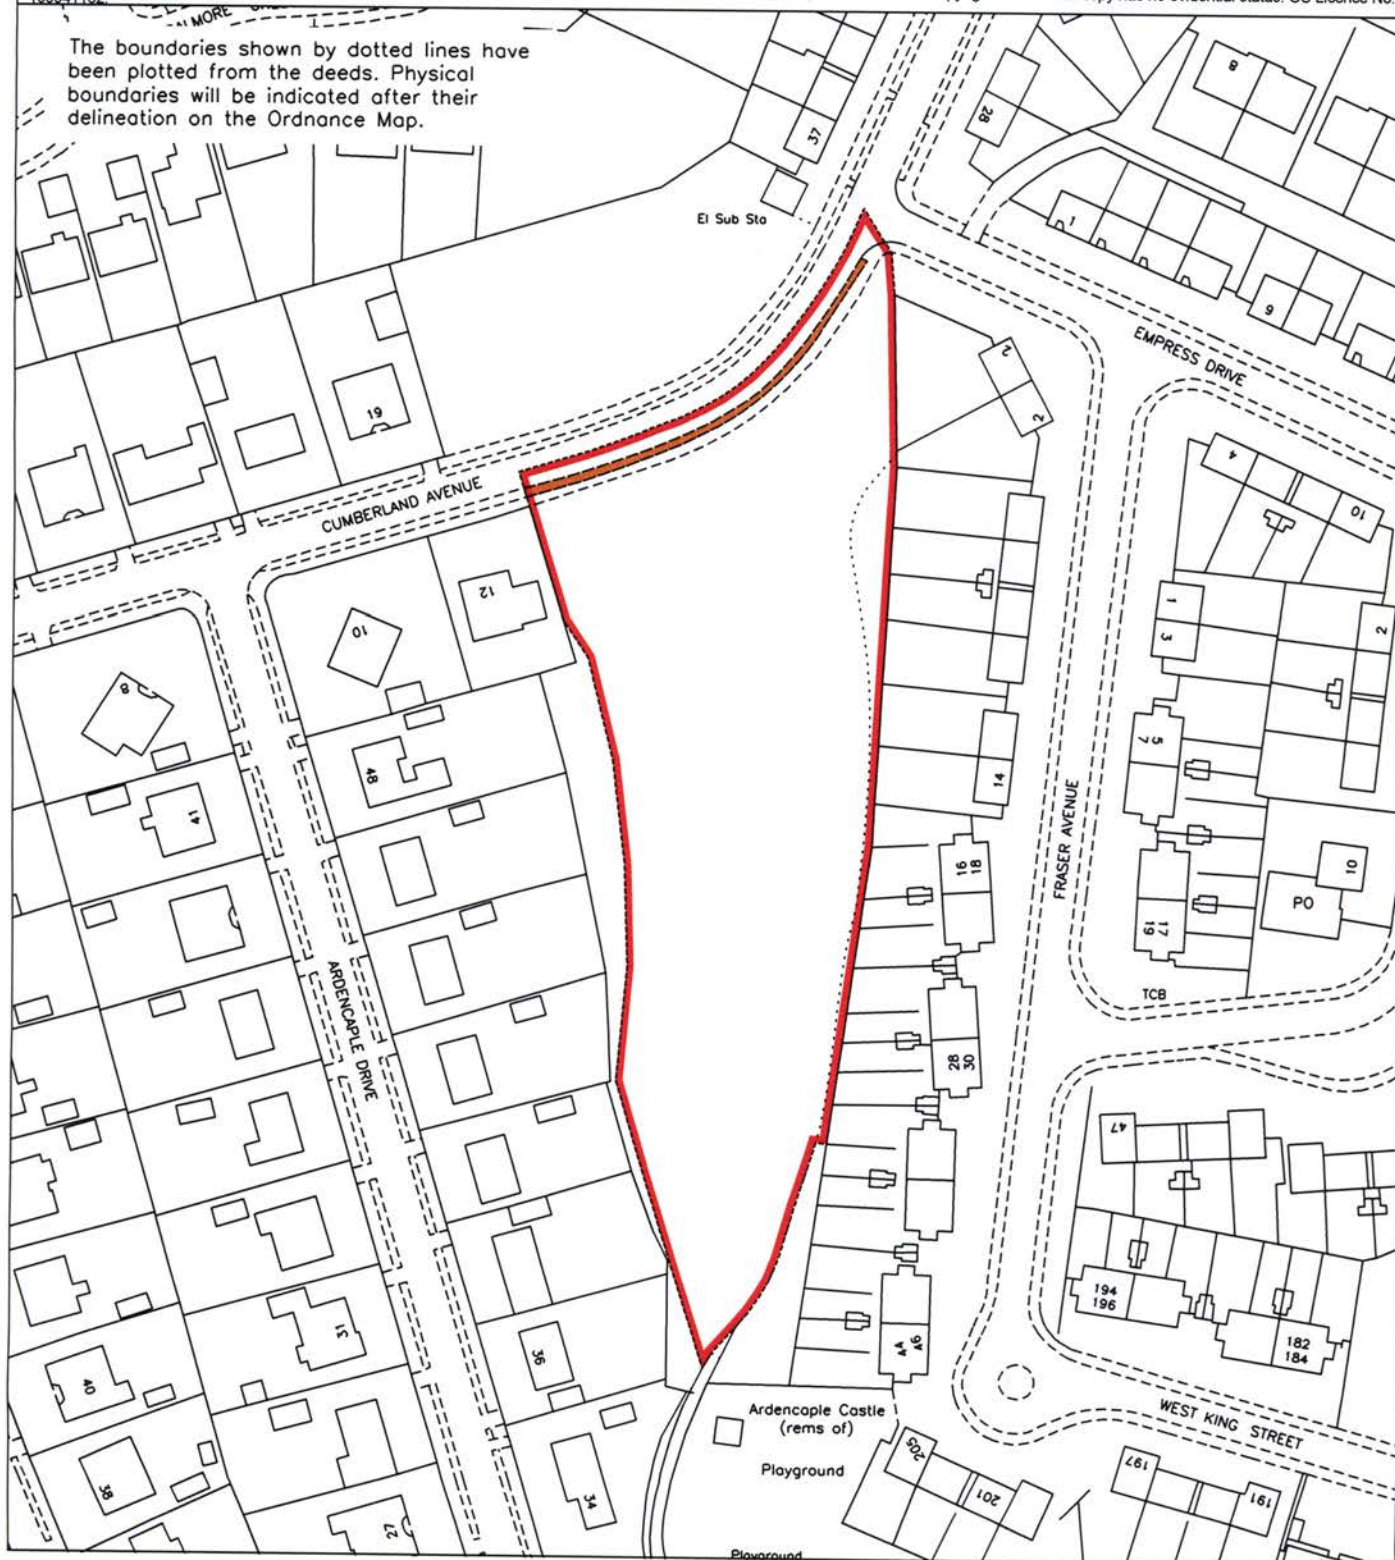 The boundaries shown by dotted lines have
been plotted from the deeds. Physical
boundaries will be indicated after their
delineation on the Ordnance Map.
37
28
8
El Sub Sta
1
9
EMPRESS DRIVE
19
2
2
CUMBERLAND AVENUE
4
10
12
10
1
3
2
8
5
7
48
14
41
FRASER AVENUE
16
18
10
PO
17
19
ARDENCAPLE DRIVE
TCB
28
30
47
194
196
31
182
184
36
40
Ardencaple Castle
(rems of)
WEST KING STREET
205
197
Playground
38
34
201
191
27
Playground